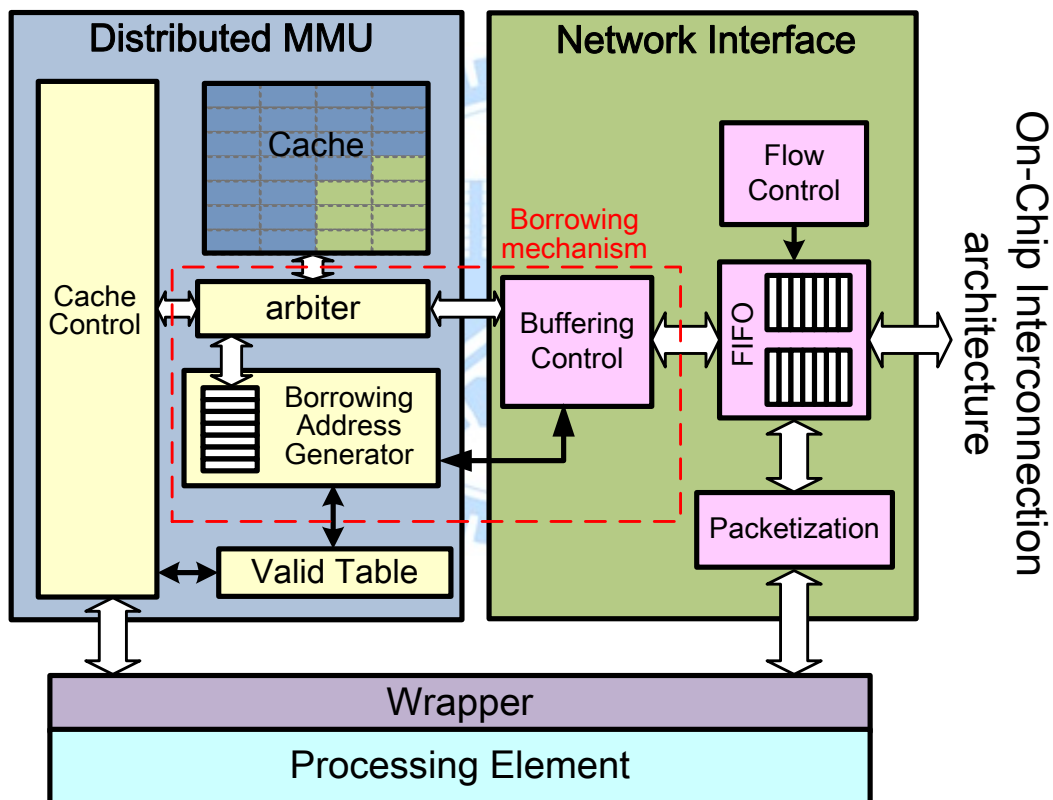 Distributed MMU
Network Interface
Cache
Flow
Control
Borrowing
mechanism
Cache
Control
arbiter
Buffering
Control
FIFO
Borrowing
Address
Generator
Packetization
Valid Table
On-Chip Interconnection
architecture
Wrapper
Processing Element